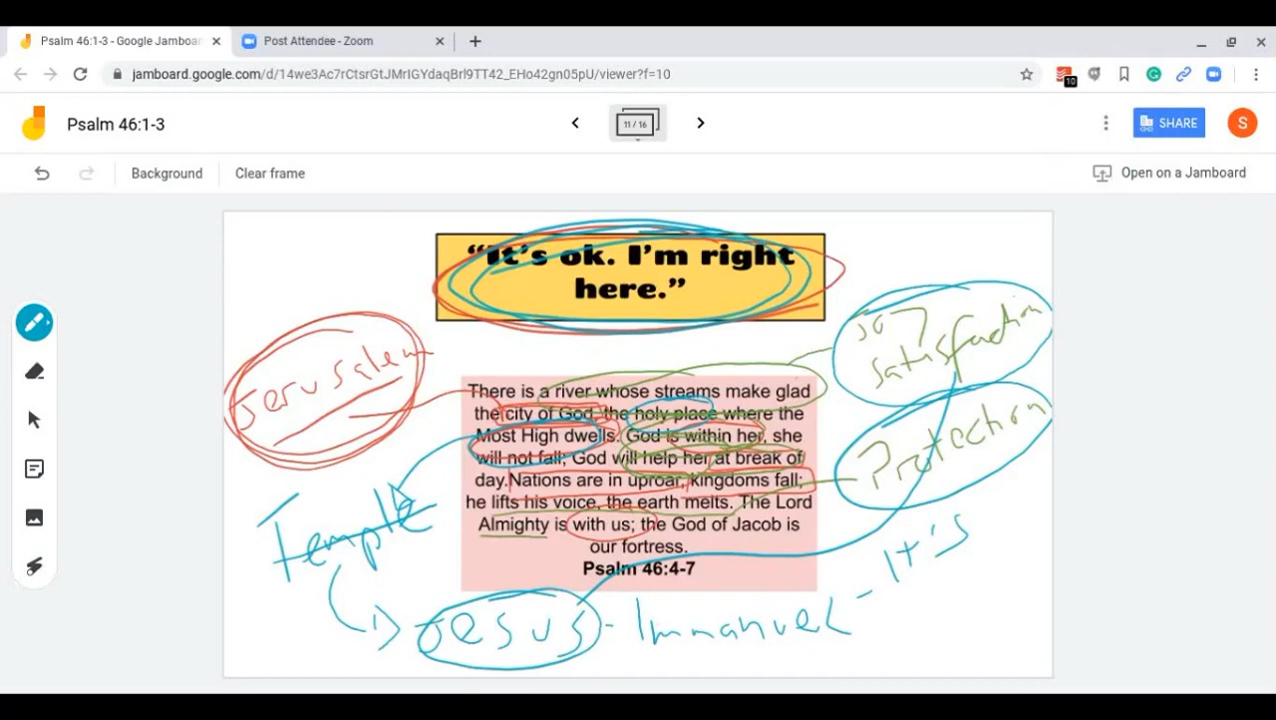 Psalm 46:1-3 - Google Jamboar
Post Attendee - Zoom
jamboard.google.com/d/14we3Ac7rCtsrGtJMrIGYdaqBrl9TT42_EHo42gn05pU/viewer?f=10
10
Psalm 46:1-3
11 / 16
SHARE
S
Background
Clear frame
Open on a Jamboard
“It's ok. I'm right
here.”
Jerusalem
Joy
satisfaction
Protection
There is a river whose streams make glad
the city of God, the holy place where the
Most High dwells. God is within her, she
will not fall; God will help her at break of
day.Nations are in uproar, kingdoms fall;
he lifts his voice, the earth melts. The Lord
Almighty is with us; the God of Jacob is
our fortress.
Psalm 46:4-7
Temple
Jesus - Immanuel - It's